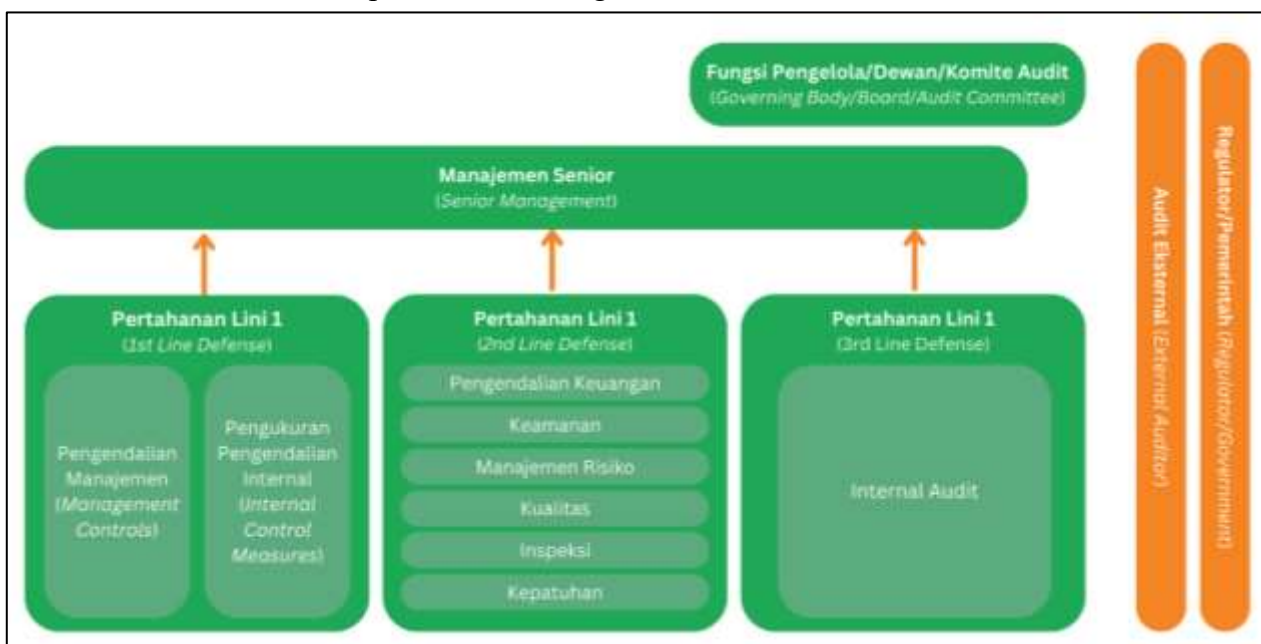 Fungsi Pengelola/Dewan/Komite Audit
(Governing Body/Board/Audit Committee)
Manajemen Senior
(Senior Management)
Pertahanan Lini 1
(1st Line Defense)
Pengendalian
Manajemen
(Management
Controls)
Pengukuran
Pengendalian
Internal
(Internal
Control
Measures)
Pertahanan Lini 1
(2nd Line Defense)
Pengendalian Keuangan
Keamanan
Manajemen Risiko
Kualitas
Inspeksi
Kepatuhan
Pertahanan Lini 1
(3rd Line Defense)
Internal Audit
Audit Eksternal (External Auditor)
Regulator/Pemerintah (Regulator/Government)